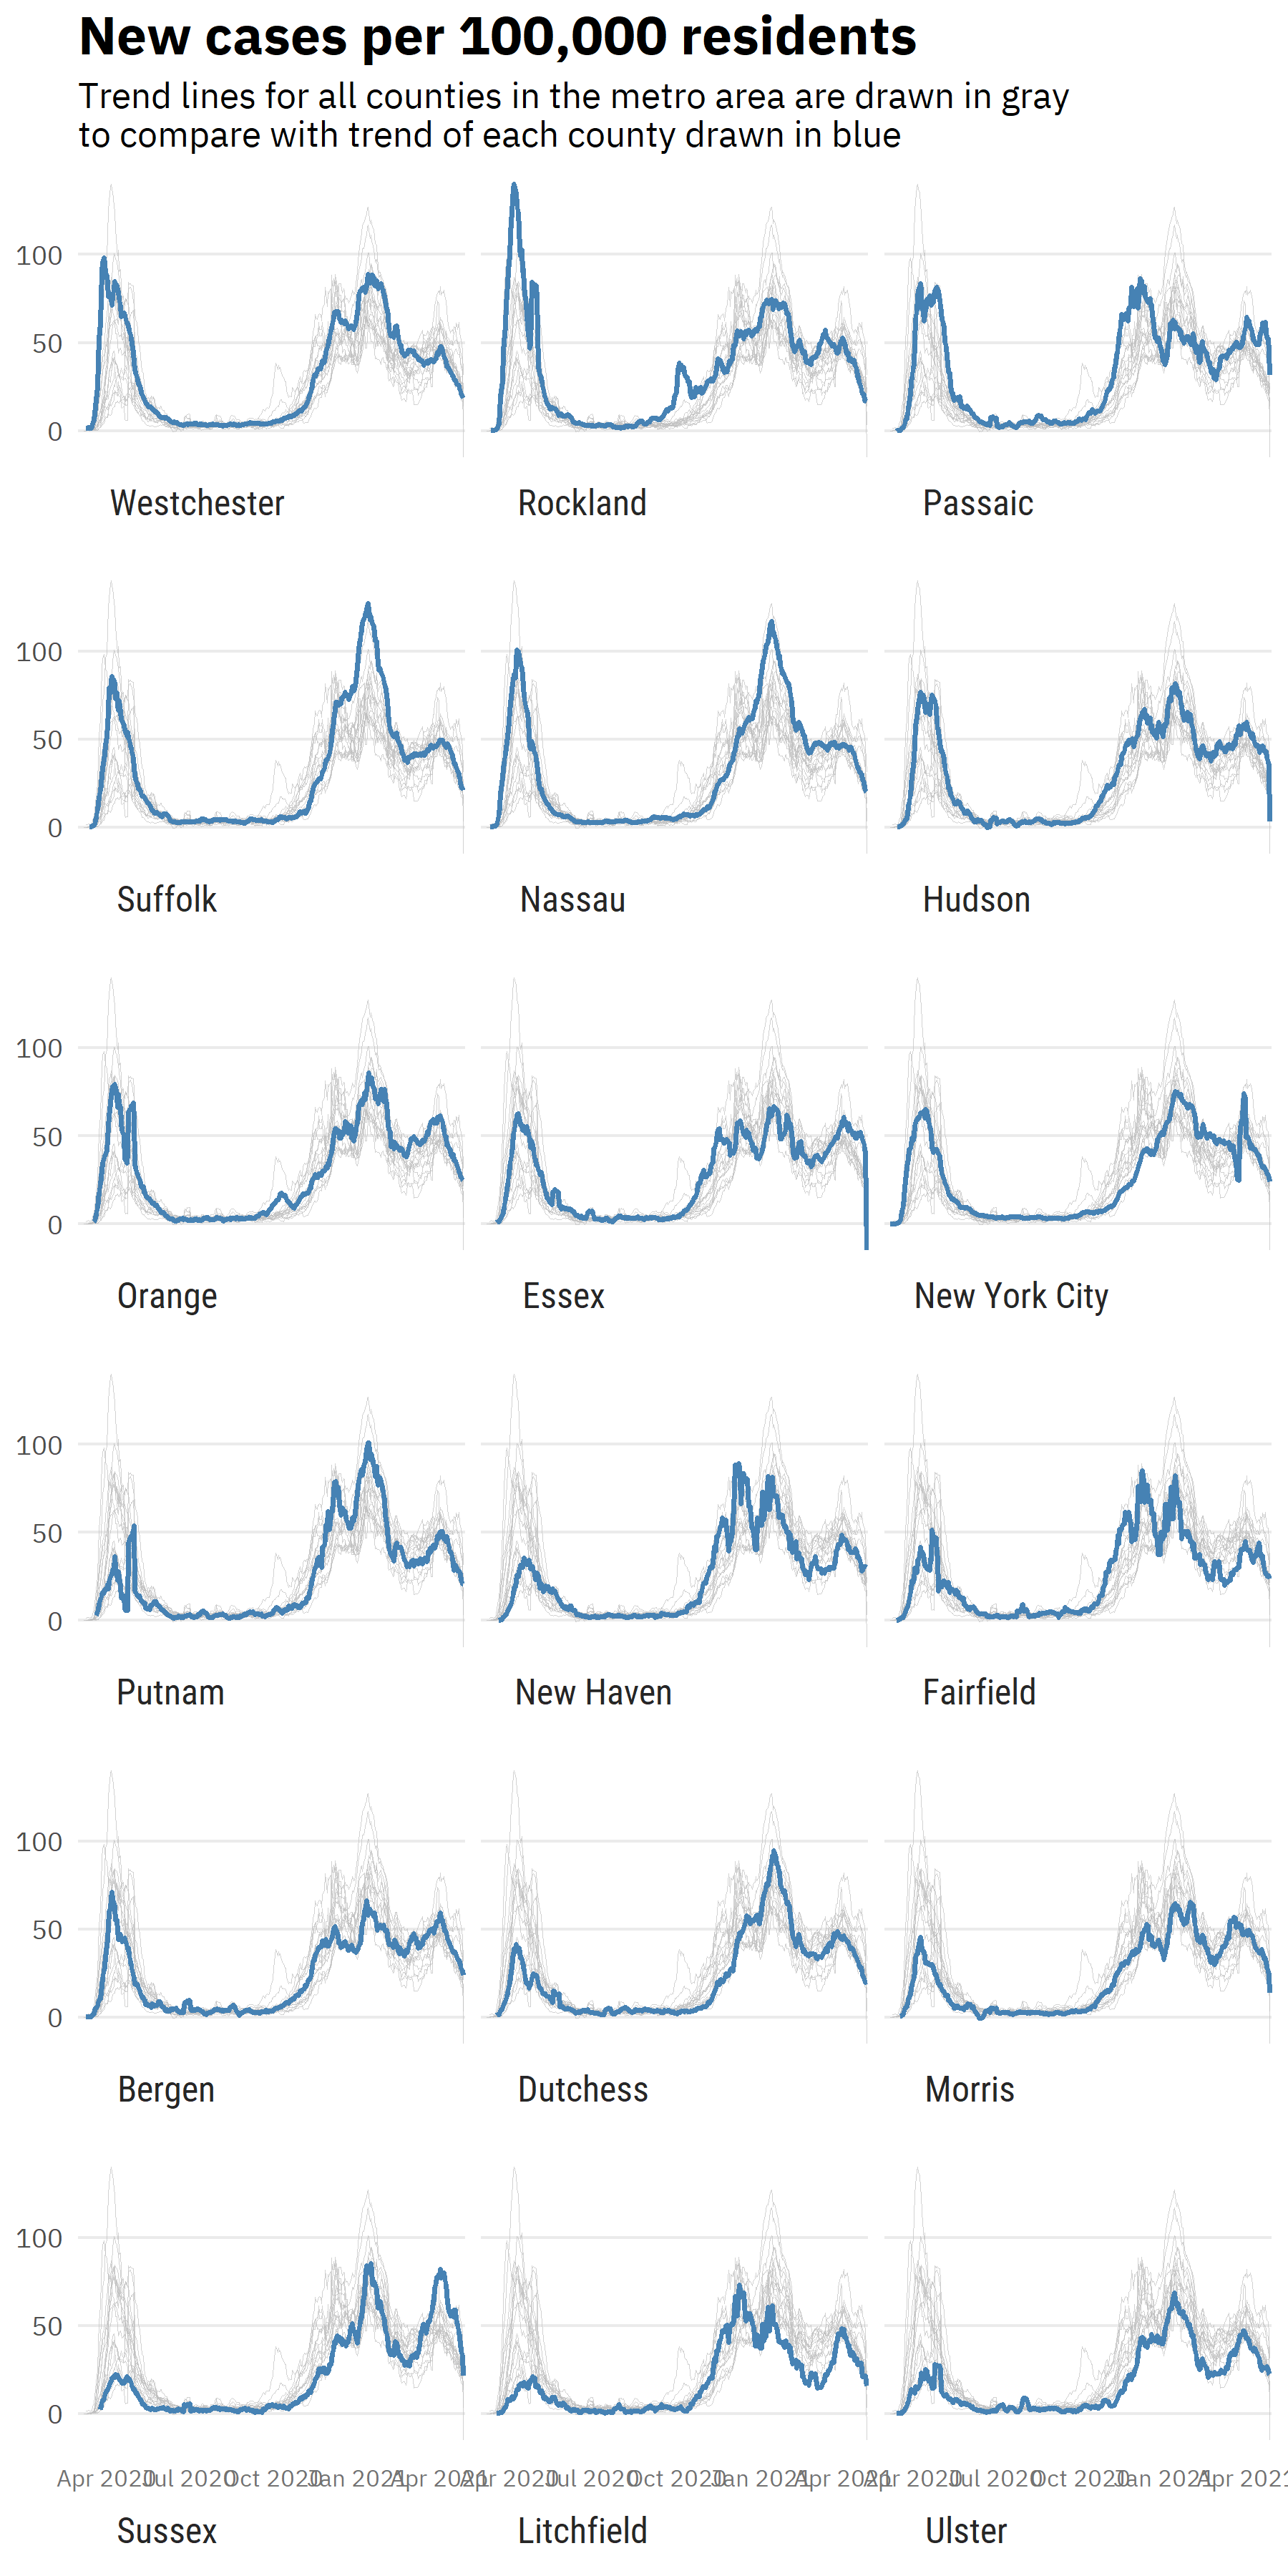 New cases per 100,000 residents
Trend lines for all counties in the metro area are drawn in gray
to compare with trend of each county drawn in blue
100
50
0
Westchester Rockland Passaic
100
50
0
Suffolk Nassau Hudson
100
50
0
Orange Essex New York City
100
50
0
Putnam New Haven Fairfield
100
50
0
Bergen Dutchess Morris
100
50
0
Apr 2020 Jul 2020 Oct 2020 Jan 2021 Apr 2021 Apr 2020 Jul 2020 Oct 2020 Jan 2021 Apr 2021 Apr 2020 Jul 2020 Oct 2020 Jan 2021 Apr 2021
Sussex Litchfield Ulster